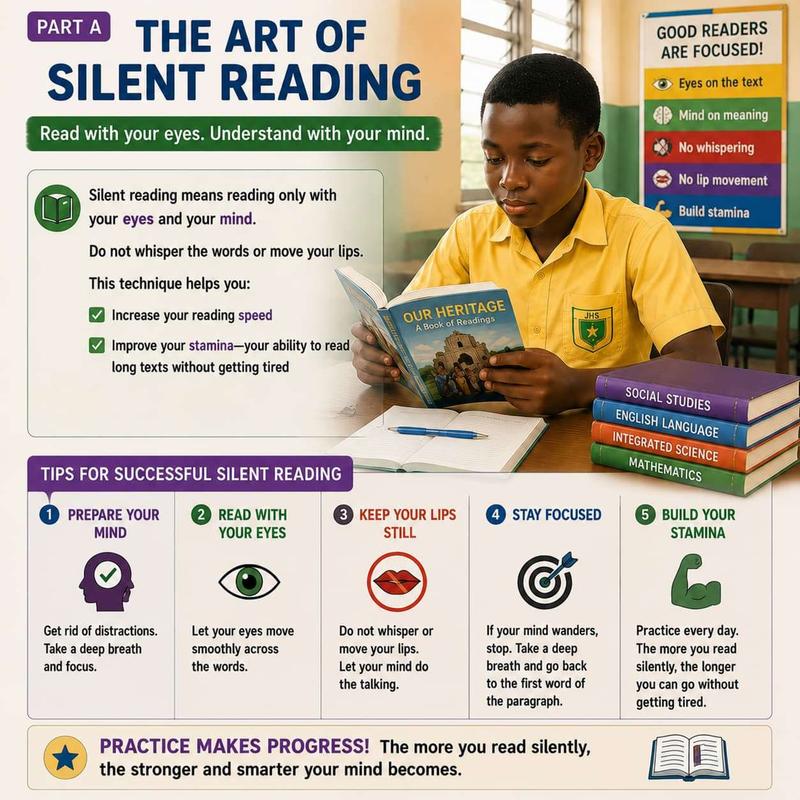 PART A
THE ART OF
SILENT READING
Read with your eyes. Understand with your mind.
Silent reading means reading only with
your eyes and your mind.
Do not whisper the words or move your lips.
This technique helps you:
Increase your reading speed
Improve your stamina—your ability to read
long texts without getting tired
GOOD READERS
ARE FOCUSED!
Eyes on the text
Mind on meaning
No whispering
No lip movement
Build stamina
OUR HERITAGE
A Book of Readings
JHS
SOCIAL STUDIES
ENGLISH LANGUAGE
INTEGRATED SCIENCE
MATHEMATICS
TIPS FOR SUCCESSFUL SILENT READING
1 PREPARE YOUR
MIND
Get rid of distractions.
Take a deep breath
and focus.
2 READ WITH
YOUR EYES
Let your eyes move
smoothly across
the words.
3 KEEP YOUR LIPS
STILL
Do not whisper or
move your lips.
Let your mind do
the talking.
4 STAY FOCUSED
If your mind wanders,
stop. Take a deep
breath and go back
to the first word of
the paragraph.
5 BUILD YOUR
STAMINA
Practice every day.
The more you read
silently, the longer
you can go without
getting tired.
PRACTICE MAKES PROGRESS! The more you read silently,
the stronger and smarter your mind becomes.